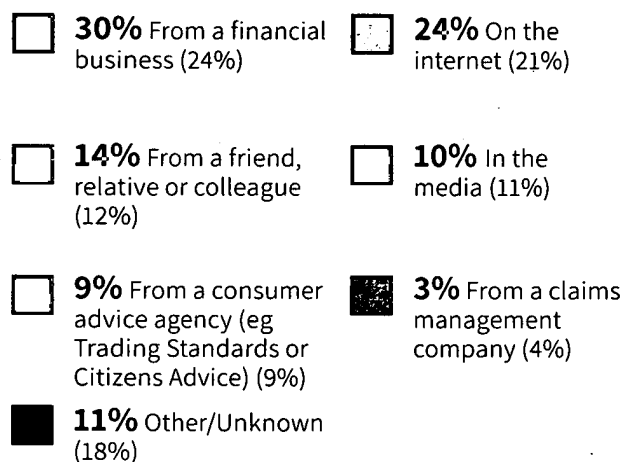 30% From a financial
business (24%)
24% On the
internet (21%)
14% From a friend,
relative or colleague
(12%)
10% In the
media (11%)
9% From a consumer
advice agency (eg
Trading Standards or
Citizens Advice) (9%)
3% From a claims
management
company (4%)
11% Other/Unknown
(18%)